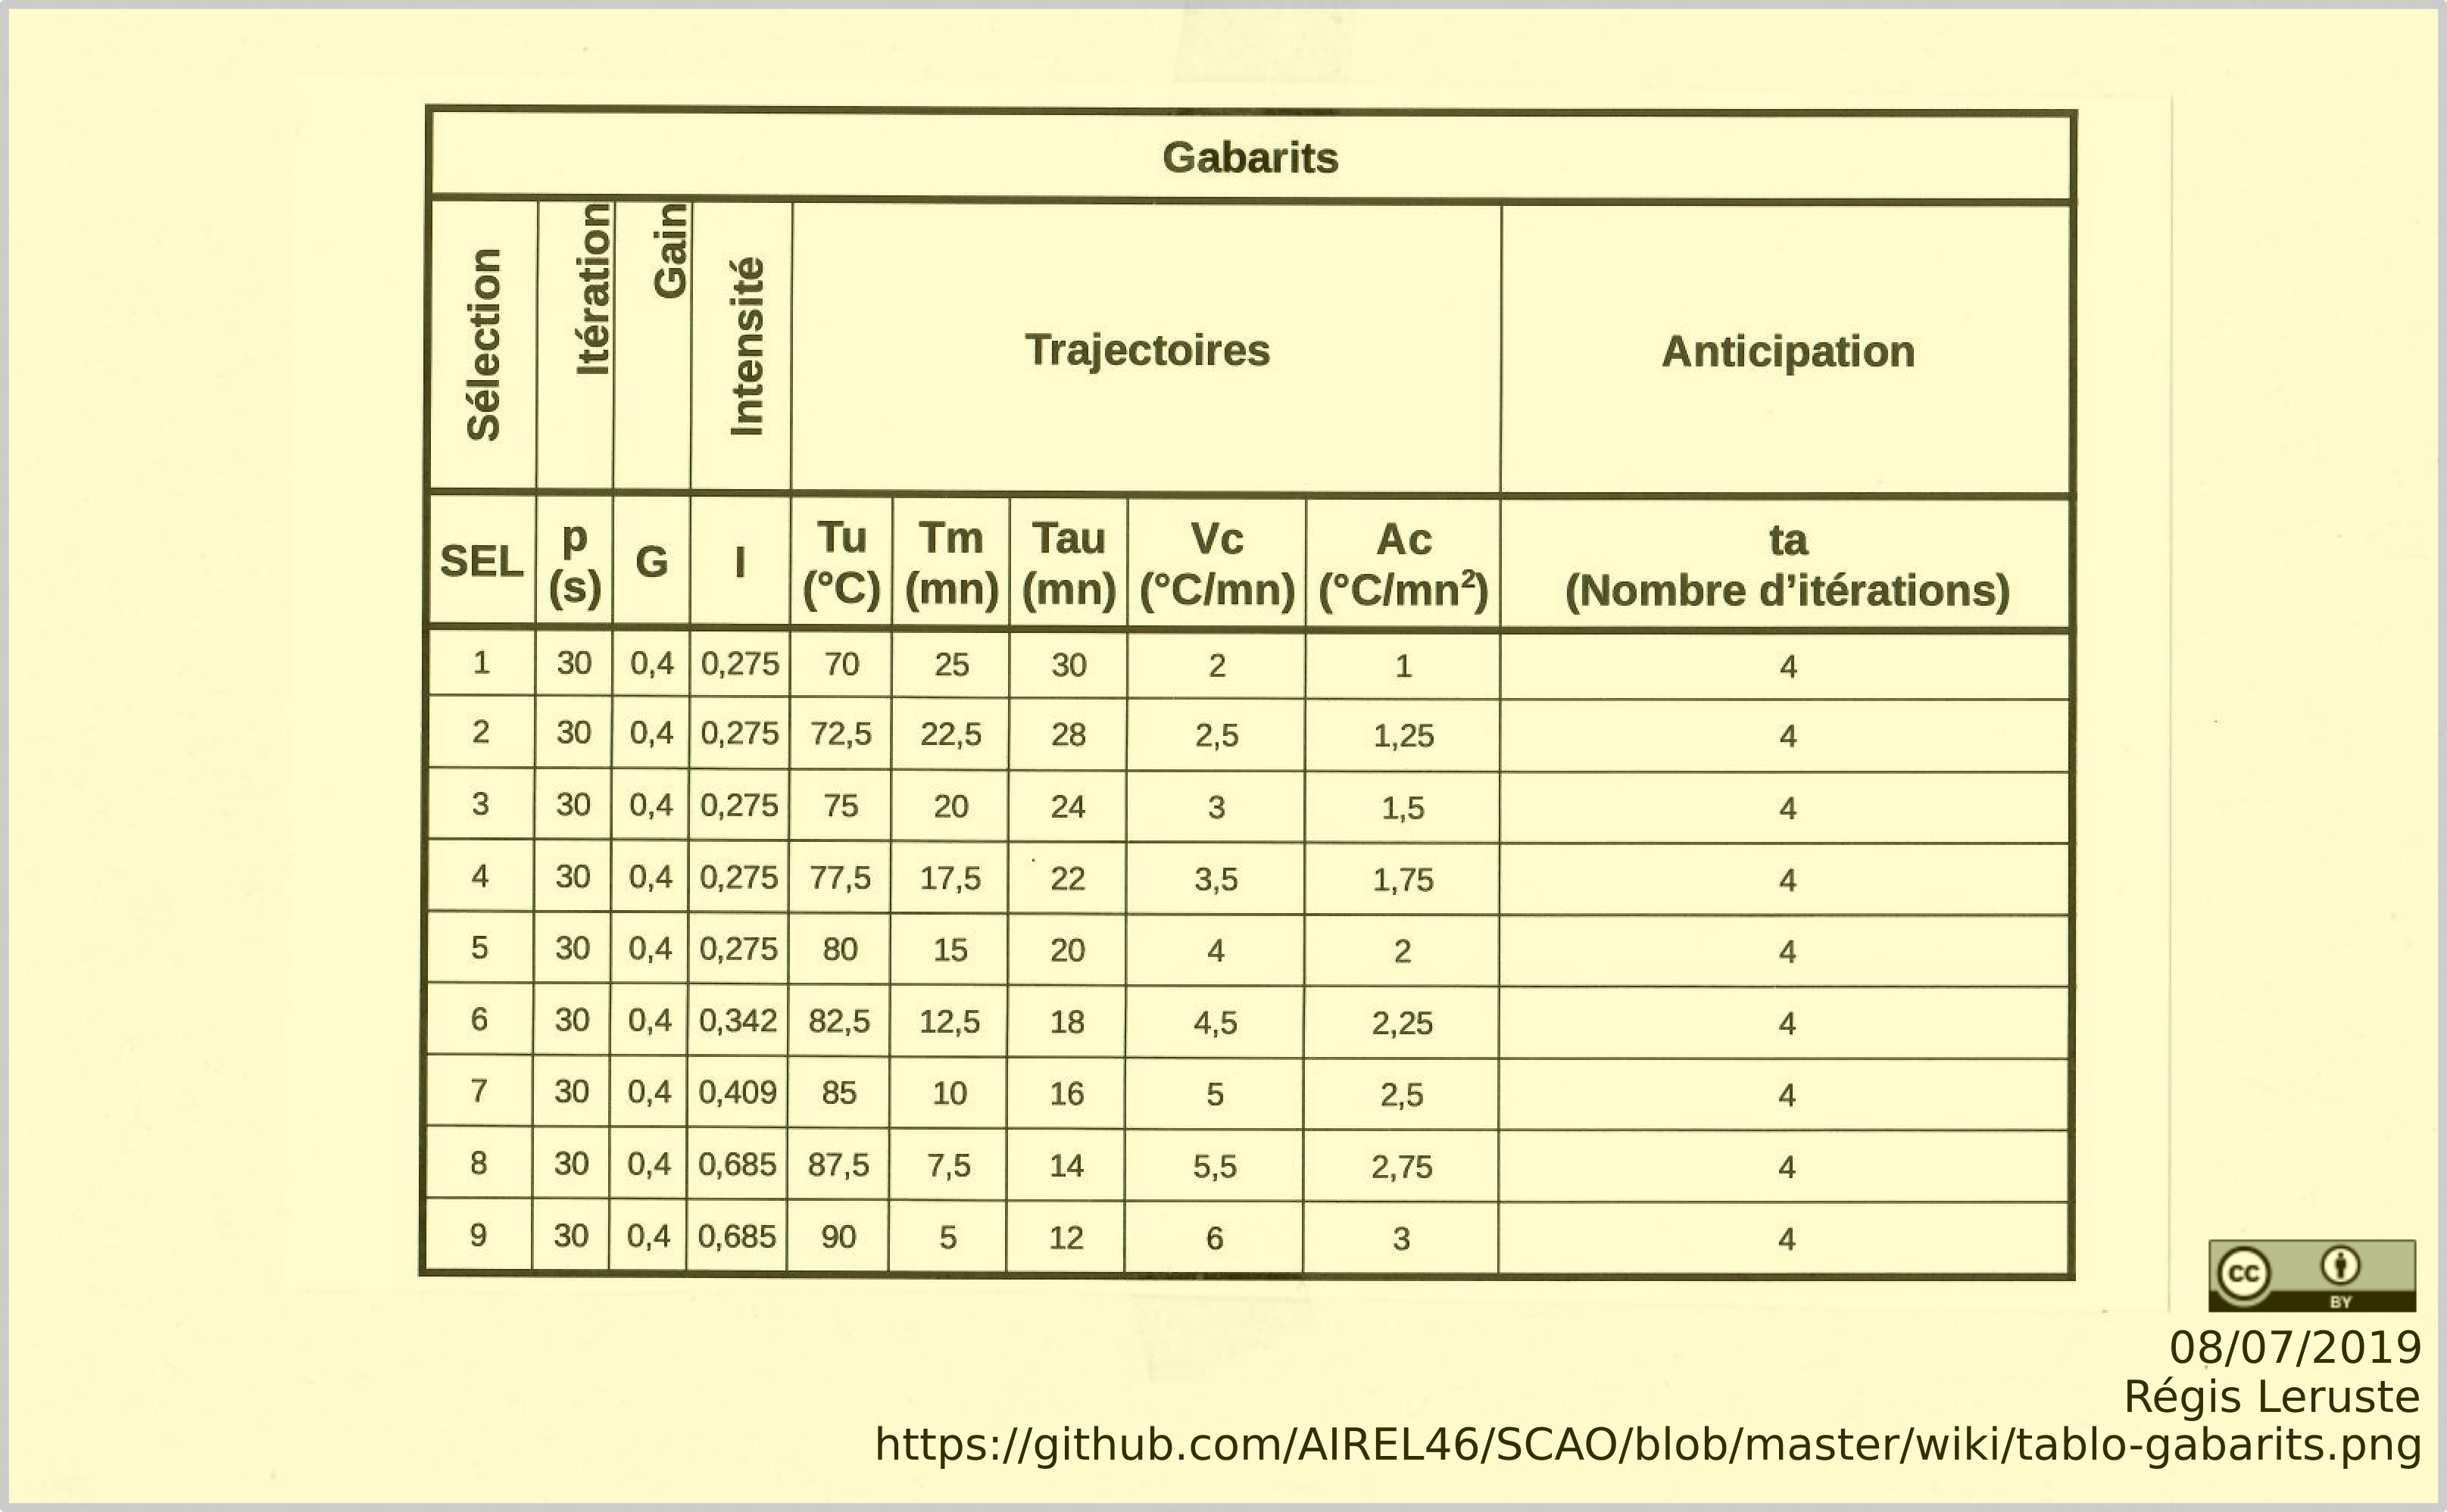 Gabarits
Sélection Itération Gain Intensité Trajectoires Anticipation
SEL p (s) G I Tu (°C) Tm (mn) Tau (mn) Vc (°C/mn) Ac (°C/mn²) ta (Nombre d’itérations)
1 30 0,4 0,275 70 25 30 2 1 4
2 30 0,4 0,275 72,5 22,5 28 2,5 1,25 4
3 30 0,4 0,275 75 20 24 3 1,5 4
4 30 0,4 0,275 77,5 17,5 22 3,5 1,75 4
5 30 0,4 0,275 80 15 20 4 2 4
6 30 0,4 0,342 82,5 12,5 18 4,5 2,25 4
7 30 0,4 0,409 85 10 16 5 2,5 4
8 30 0,4 0,685 87,5 7,5 14 5,5 2,75 4
9 30 0,4 0,685 90 5 12 6 3 4
cc BY
08/07/2019
Régis Leruste
https://github.com/AIREL46/SCAO/blob/master/wiki/tablo-gabarits.png